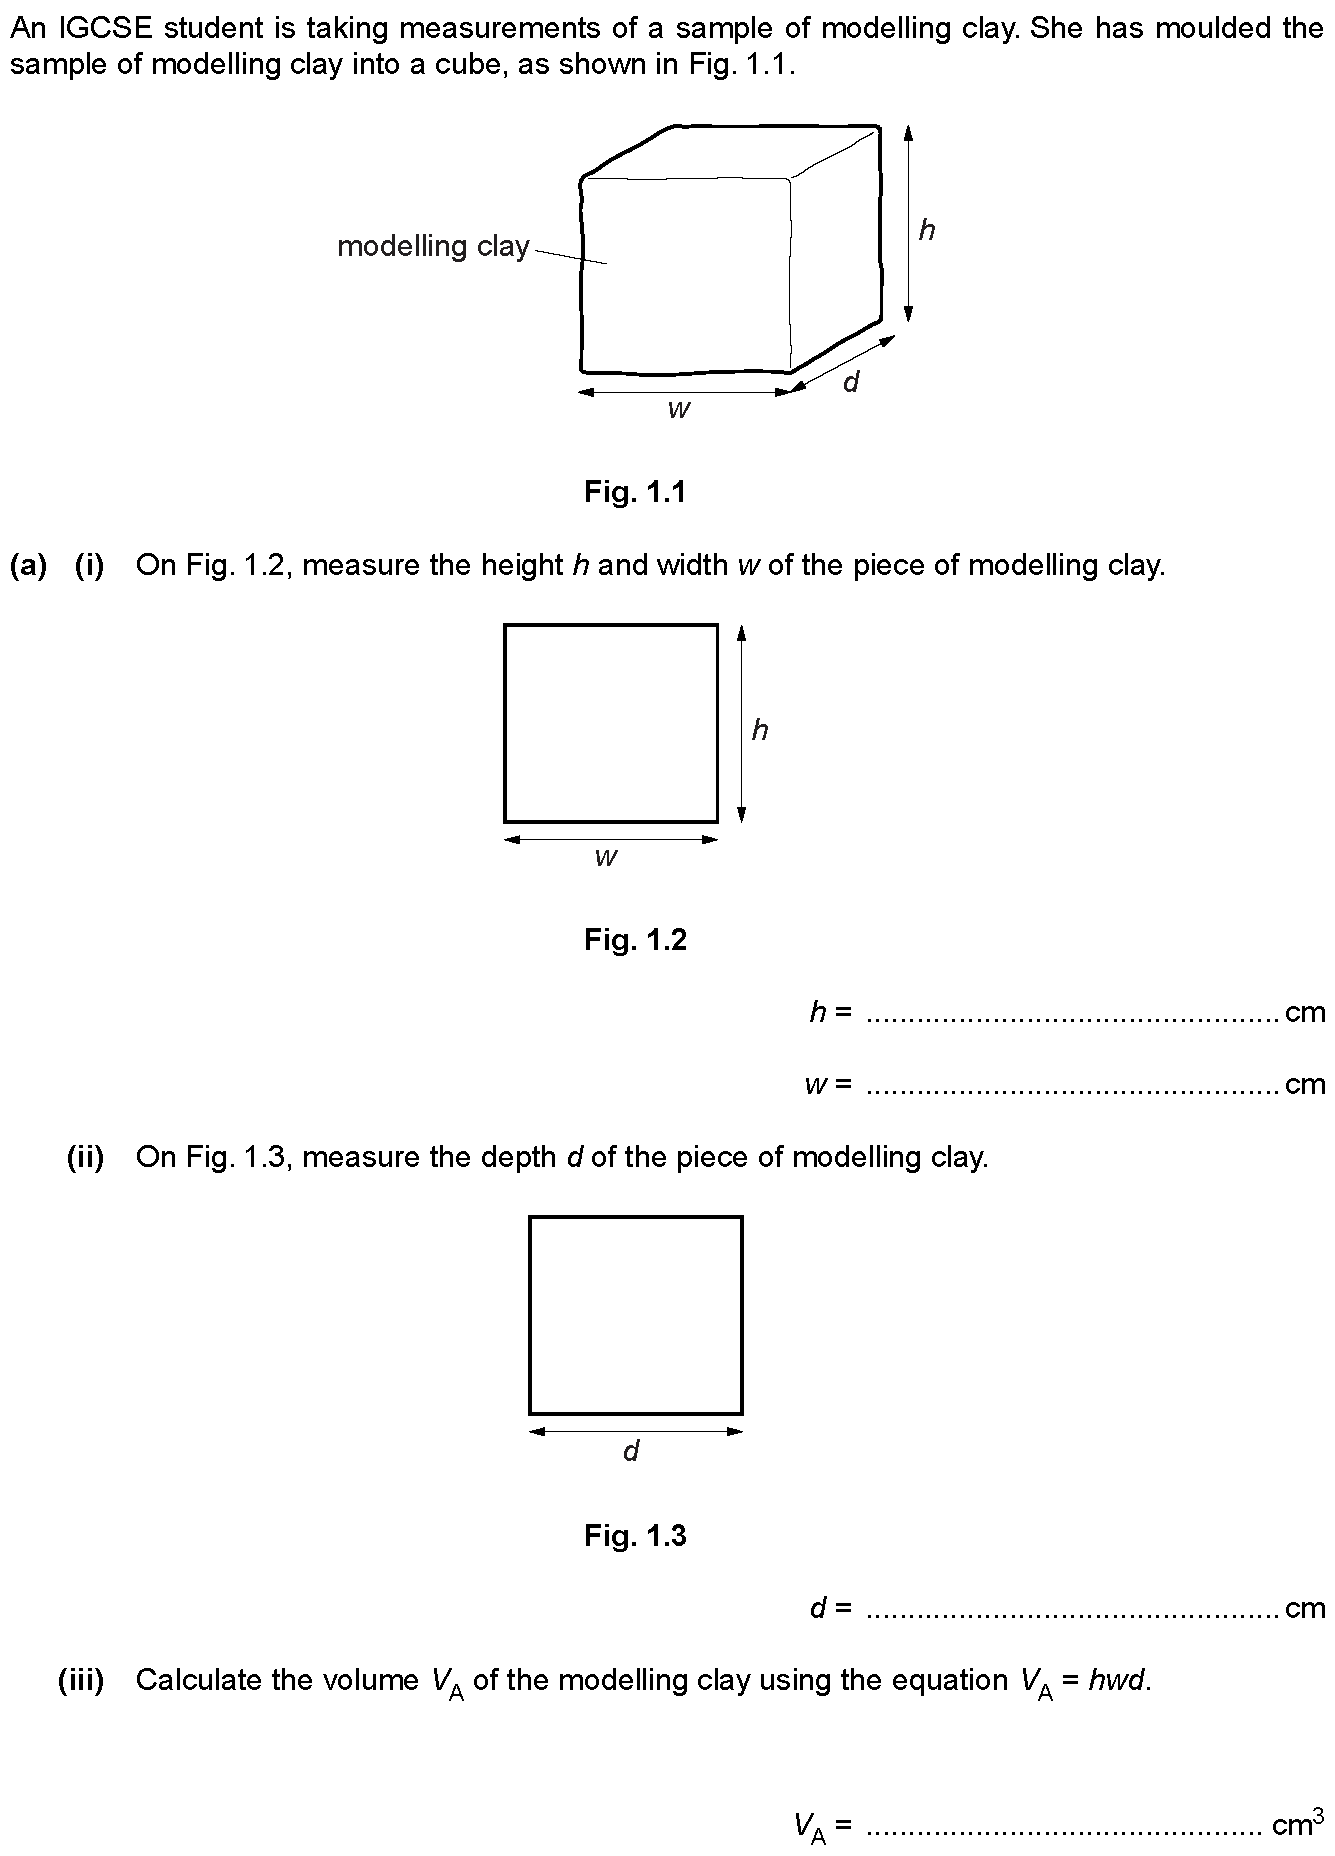 An IGCSE student is taking measurements of a sample of modelling clay. She has moulded the
sample of modelling clay into a cube, as shown in Fig. 1.1.
modelling clay
h
d
w
Fig. 1.1
(a) (i) On Fig. 1.2, measure the height h and width w of the piece of modelling clay.
h
w
Fig. 1.2
h = ................................................. cm
w = ................................................. cm
(ii) On Fig. 1.3, measure the depth d of the piece of modelling clay.
d
Fig. 1.3
d = ................................................. cm
(iii) Calculate the volume V_A of the modelling clay using the equation V_A = hwd.
V_A = ............................................... cm³